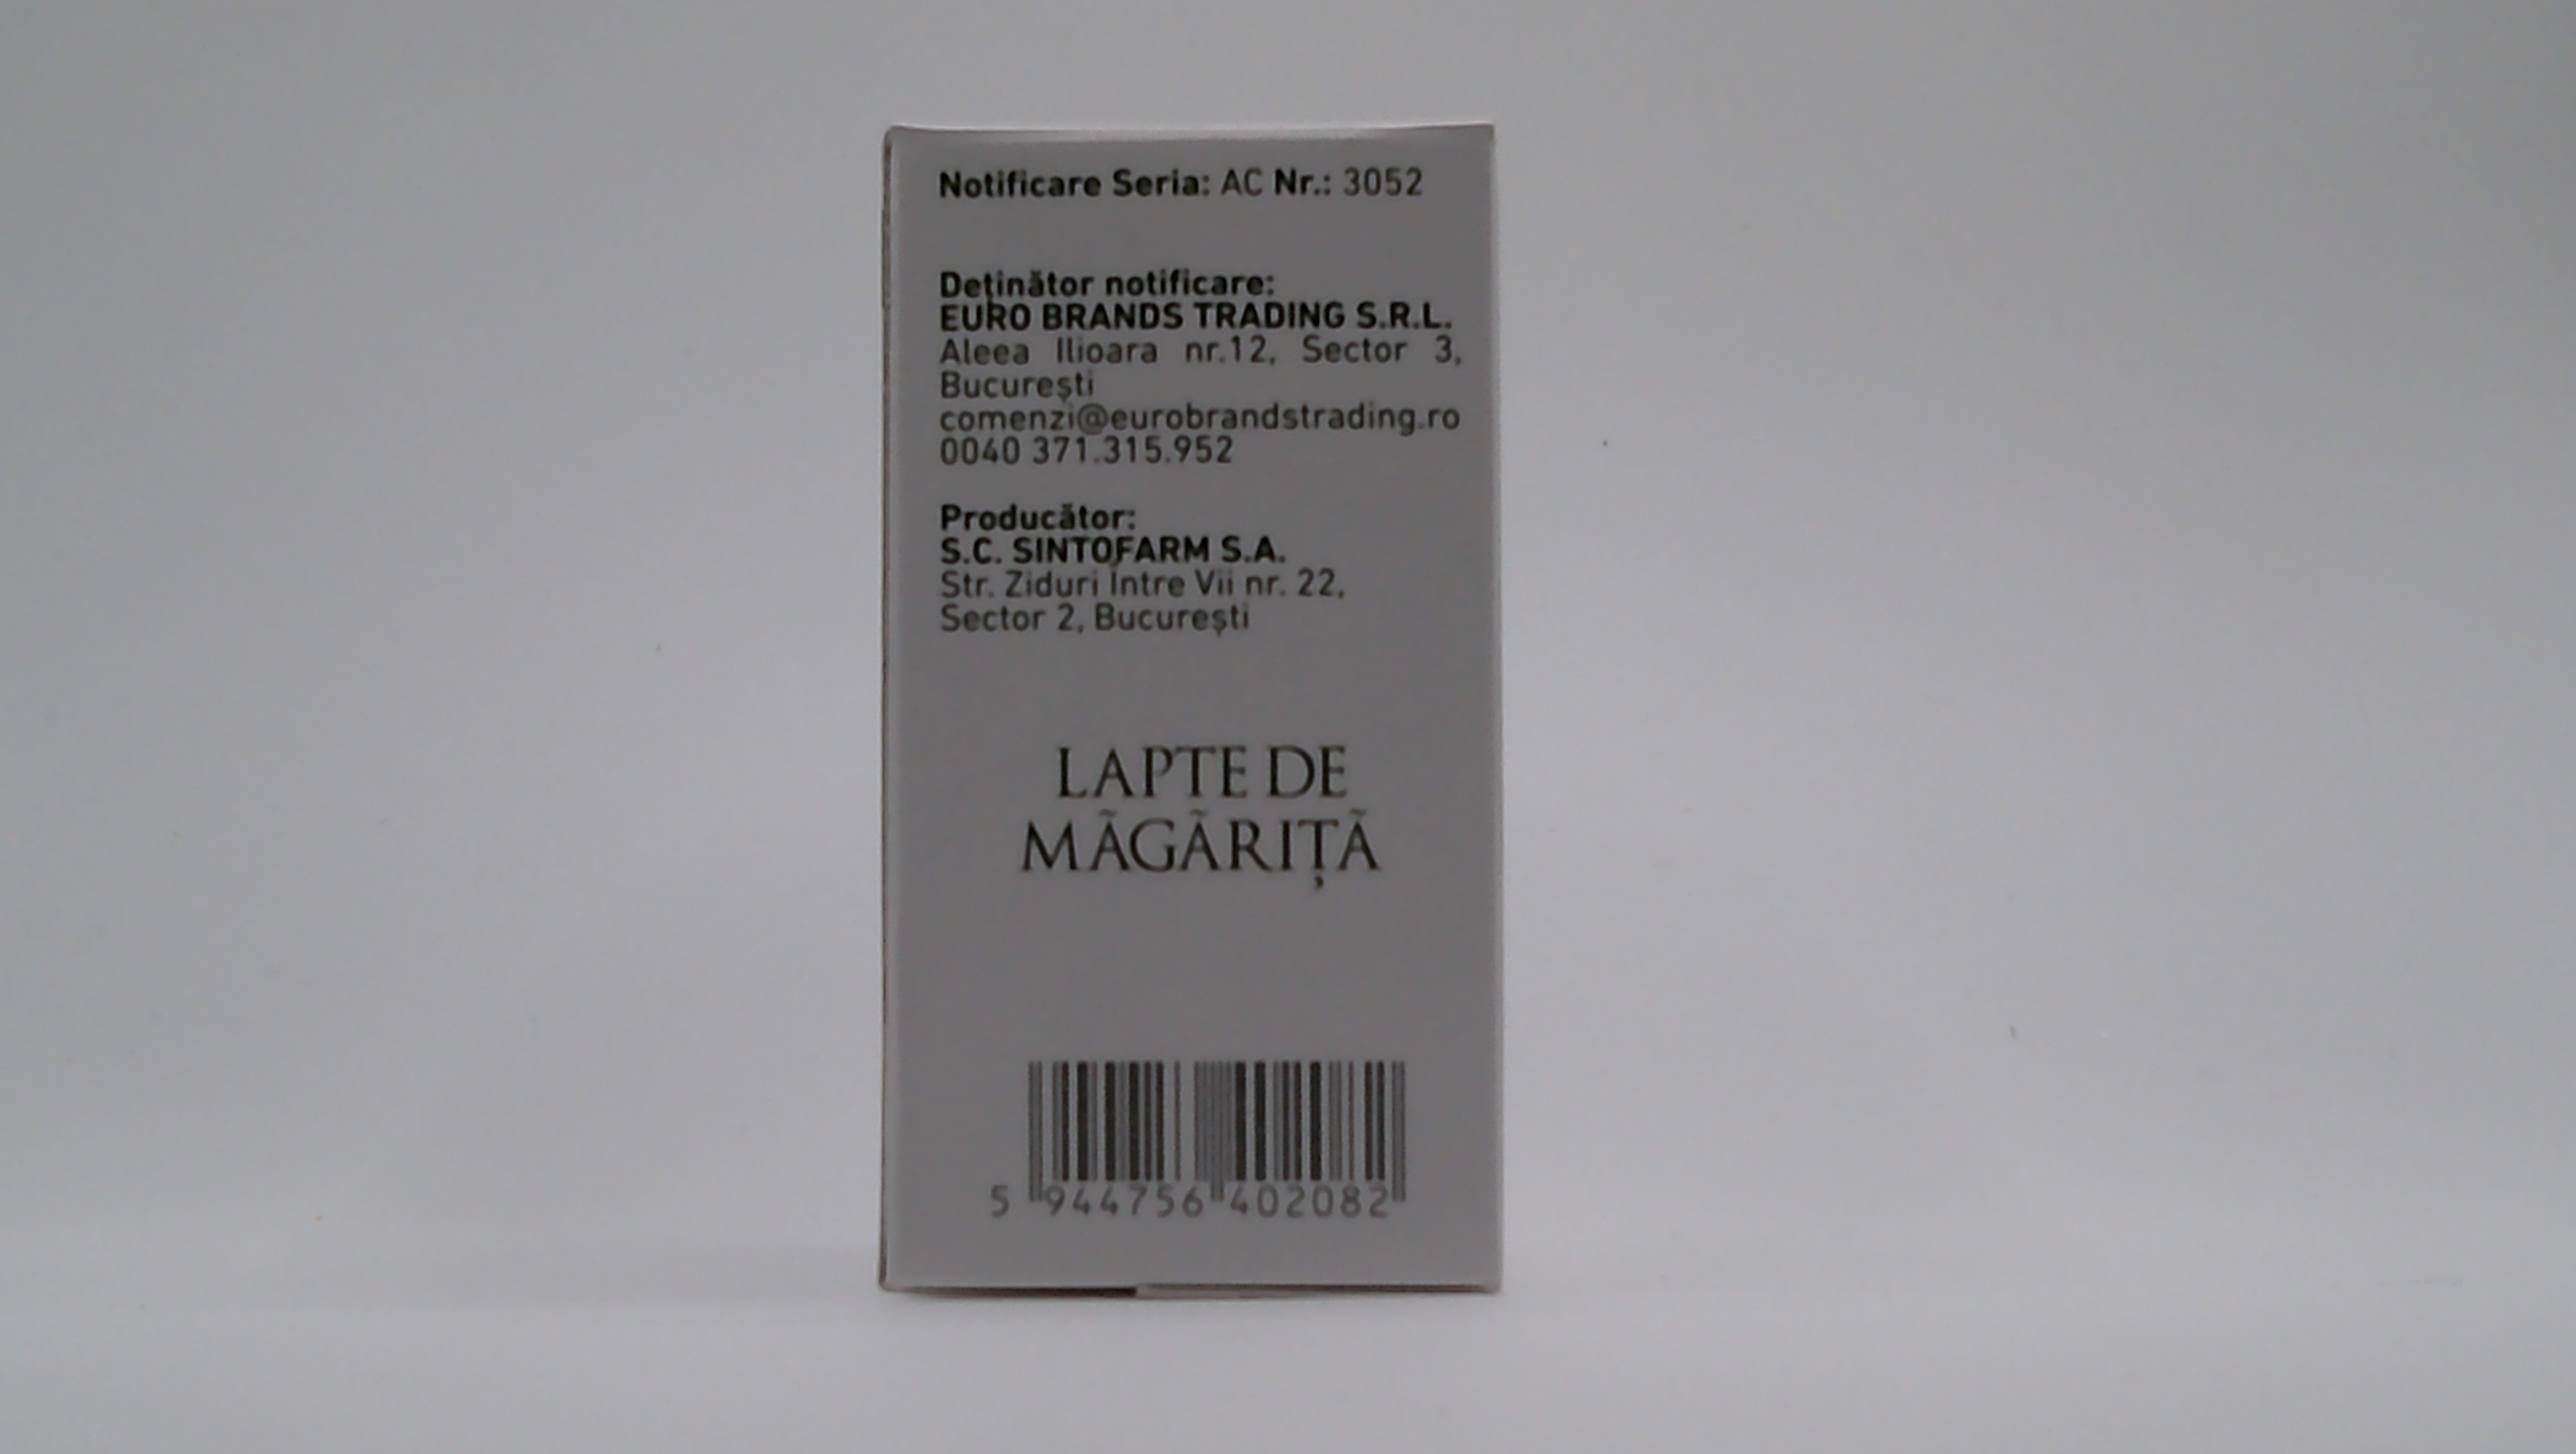 Notificare Seria: AC Nr.: 3052
Deținător notificare:
EURO BRANDS TRADING S.R.L.
Aleea Ilioara nr.12, Sector 3,
București
comenzi@eurobrandstrading.ro
0040 371.315.952
Producător:
S.C. SINTOFARM S.A.
Str. Ziduri Între Vii nr. 22,
Sector 2, București
LAPTE DE
MÃGÃRIȚÃ
5 944756 402082